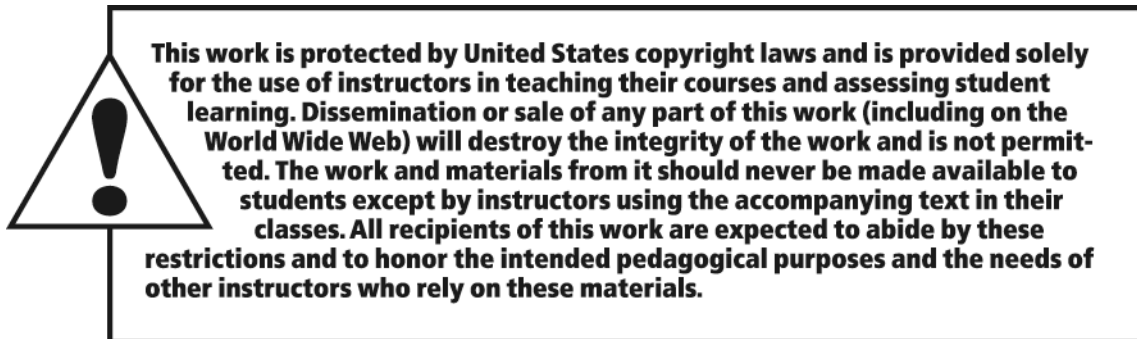 This work is protected by United States copyright laws and is provided solely
for the use of instructors in teaching their courses and assessing student
learning. Dissemination or sale of any part of this work (including on the
World Wide Web) will destroy the integrity of the work and is not permit-
ted. The work and materials from it should never be made available to
students except by instructors using the accompanying text in their
classes. All recipients of this work are expected to abide by these
restrictions and to honor the intended pedagogical purposes and the needs of
other instructors who rely on these materials.